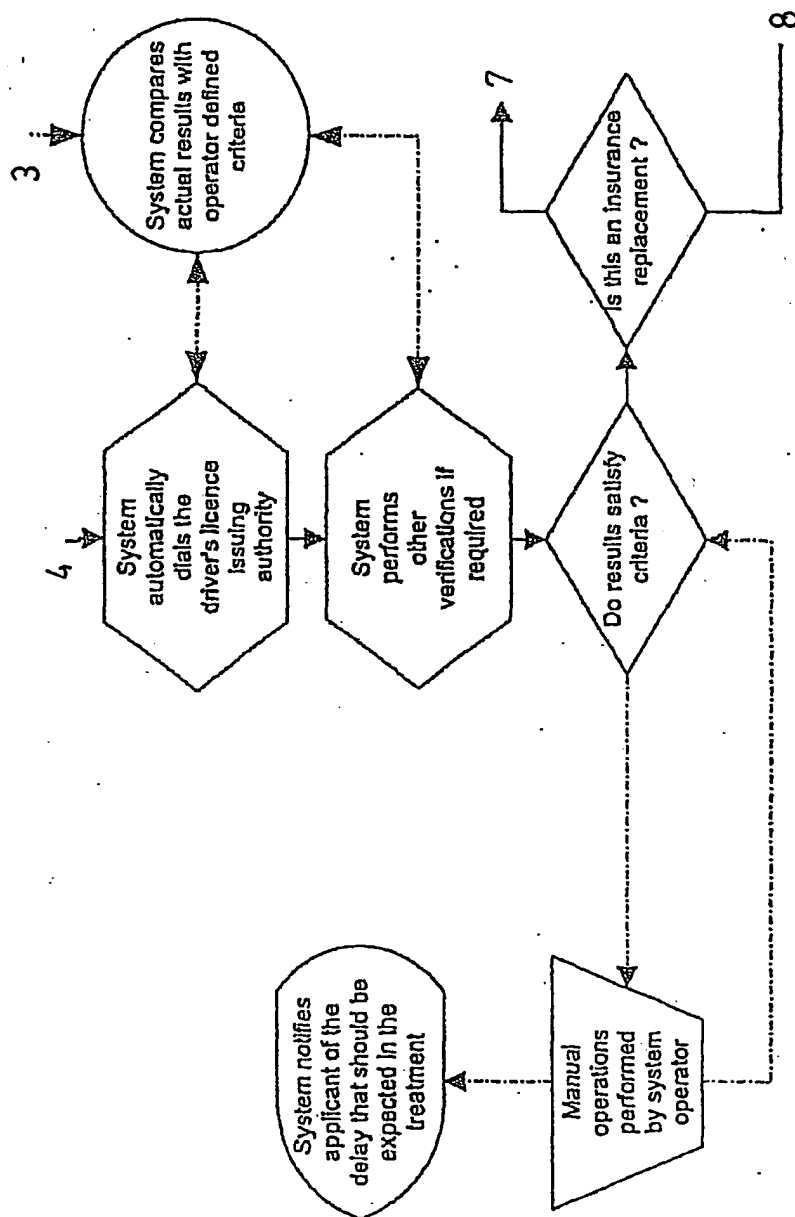 3
System compares
actual results with
operator defined
criteria
4
System
automatically
dials the
driver's licence
issuing
authority
System
performs
other
verifications if
required
Do results satisfy
criteria ?
Is this an insurance
replacement ?
7
8
System notifies
applicant of the
delay that should be
expected in the
treatment
Manual
operations
performed
by system
operator